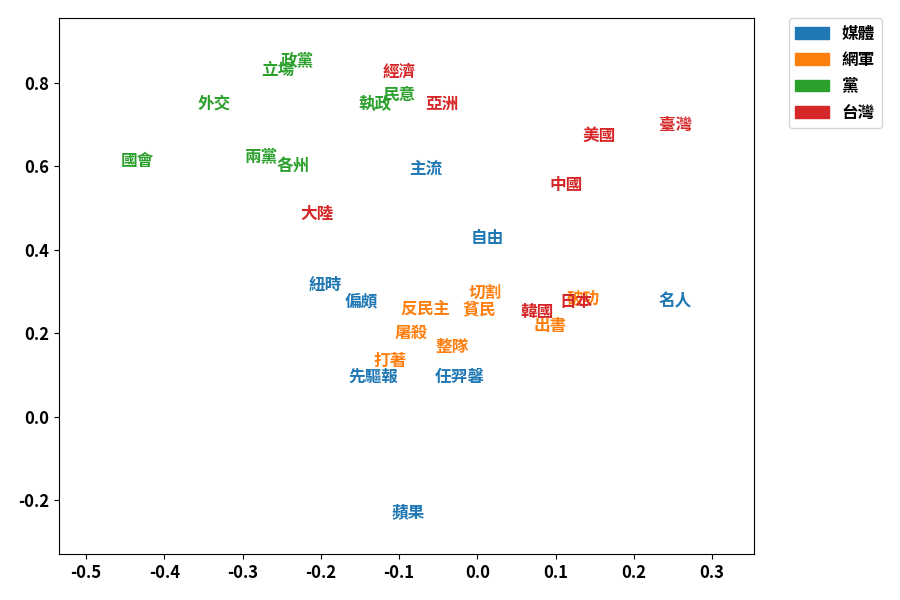 媒體
網軍
黨
台灣
政黨
立場
經濟
民意
外交
執政
亞洲
臺灣
美國
國會
兩黨
各州
主流
中國
大陸
自由
紐時
偏頗
切割
反民主
貧民
日本
韓國
出書
名人
屠殺
整隊
打著
先驅報
任羿馨
蘋果
0.8
0.6
0.4
0.2
0.0
-0.2
-0.5
-0.4
-0.3
-0.2
-0.1
0.0
0.1
0.2
0.3